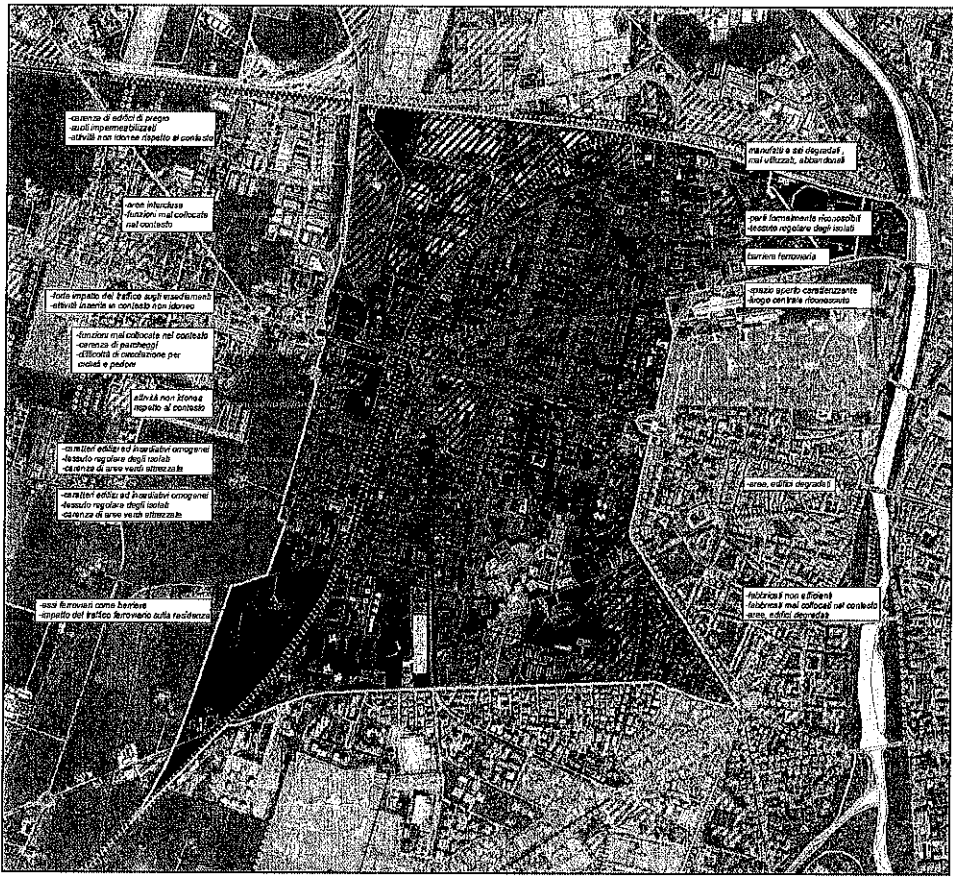 -carenza di edifici di pregio
-suoli impermeabilizzati
-attività non idonee rispetto al contesto
-aree intercluse
-funzioni mal collocate
nel contesto
-forte impatto del traffico sugli insediamenti
-attività inserite in contesto non idoneo
-funzioni mal collocate nel contesto
-carenza di parcheggi
-difficoltà di circolazione per
ciclisti e pedoni
attività non idonee
rispetto al contesto
-caratteri edilizi ed insediativi omogenei
-tessuto regolare degli isolati
-carenza di aree verdi attrezzate
-caratteri edilizi ed insediativi omogenei
-tessuto regolare degli isolati
-carenza di aree verdi attrezzate
-assi ferroviari come barriere
-impatto del traffico ferroviario sulla residenza
manufatti e siti degradati,
mal utilizzati, abbandonati
-parti formalmente riconoscibili
-tessuto regolare degli isolati
barriera ferroviaria
-spazio aperto caratterizzante
-luogo centrale riconosciuto
-aree, edifici degradati
-fabbricati non efficienti
-fabbricati mal collocati nel contesto
-aree, edifici degradati